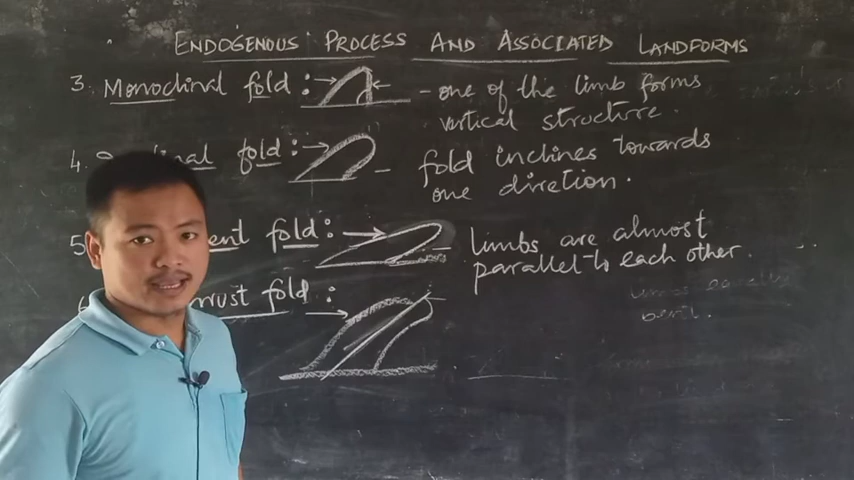 ENDOGENOUS PROCESS AND ASSOCIATED LANDFORMS
3. Monoclinal fold : - one of the limb forms
vertical structure.
4. fold : fold inclines towards
one diretion.
5 fold : limbs are almost
parallel to each other.
fold :